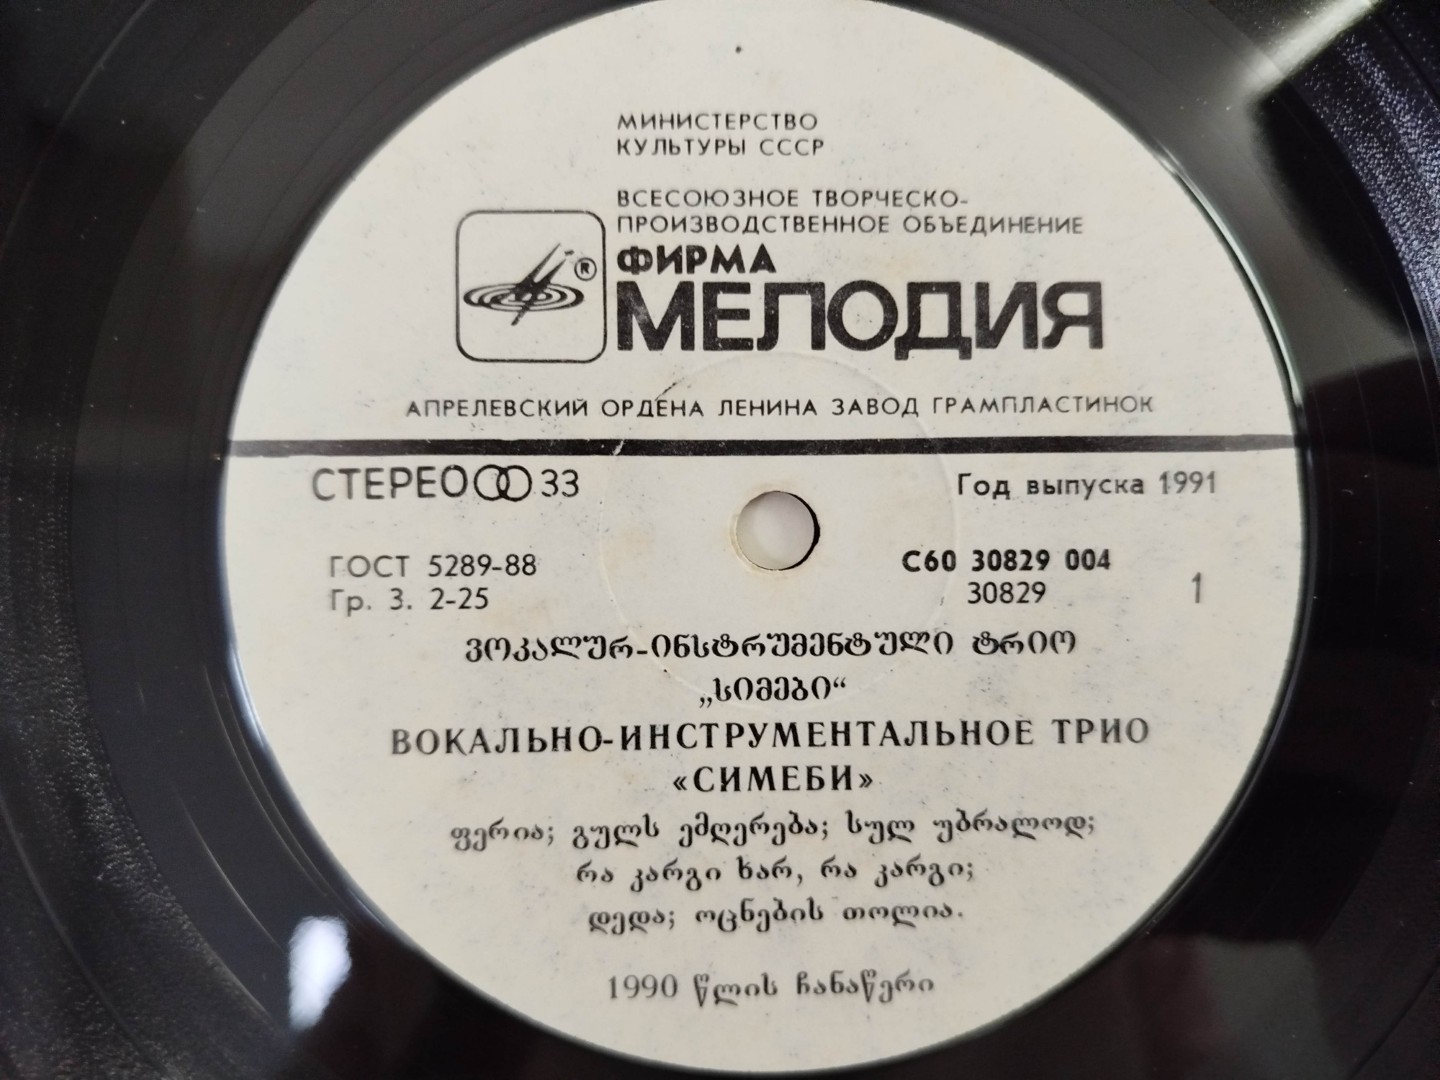 МИНИСТЕРСТВО
КУЛЬТУРЫ СССР
ВСЕСОЮЗНОЕ ТВОРЧЕСКО-
ПРОИЗВОДСТВЕННОЕ ОБЪЕДИНЕНИЕ
®
ФИРМА
МЕЛОДИЯ
АПРЕЛЕВСКИЙ ОРДЕНА ЛЕНИНА ЗАВОД ГРАМПЛАСТИНОК
СТЕРЕО 33 Год выпуска 1991
ГОСТ 5289-88 С60 30829 004
Гр. 3. 2-25 30829 1
ვოკალურ-ინსტრუმენტული ტრიო
„სიმები“
ВОКАЛЬНО-ИНСТРУМЕНТАЛЬНОЕ ТРИО
«СИМЕБИ»
ფერია; გულს ემღერება; სულ უბრალოდ;
რა კარგი ხარ, რა კარგი;
დედა; ოცნების თოლია.
1990 წლის ჩანაწერი